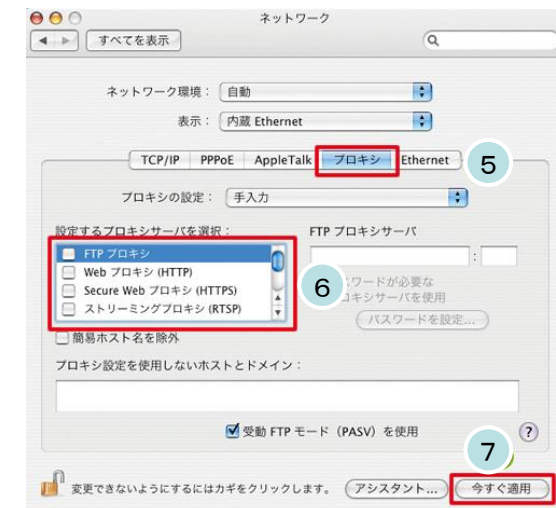 ネットワーク
すべてを表示
ネットワーク環境： 自動
表示： 内蔵 Ethernet
TCP/IP PPPoE AppleTalk プロキシ Ethernet
5
プロキシの設定： 手入力
設定するプロキシサーバを選択：
FTP プロキシサーバ
FTP プロキシ
:
Web プロキシ (HTTP)
Secure Web プロキシ (HTTPS)
ストリーミングプロキシ (RTSP)
6
ワードが必要な
ロキシサーバを使用
パスワードを設定...
簡易ホスト名を除外
プロキシ設定を使用しないホストとドメイン：
受動 FTP モード（PASV）を使用
?
7
変更できないようにするにはカギをクリックします。
アシスタント...
今すぐ適用